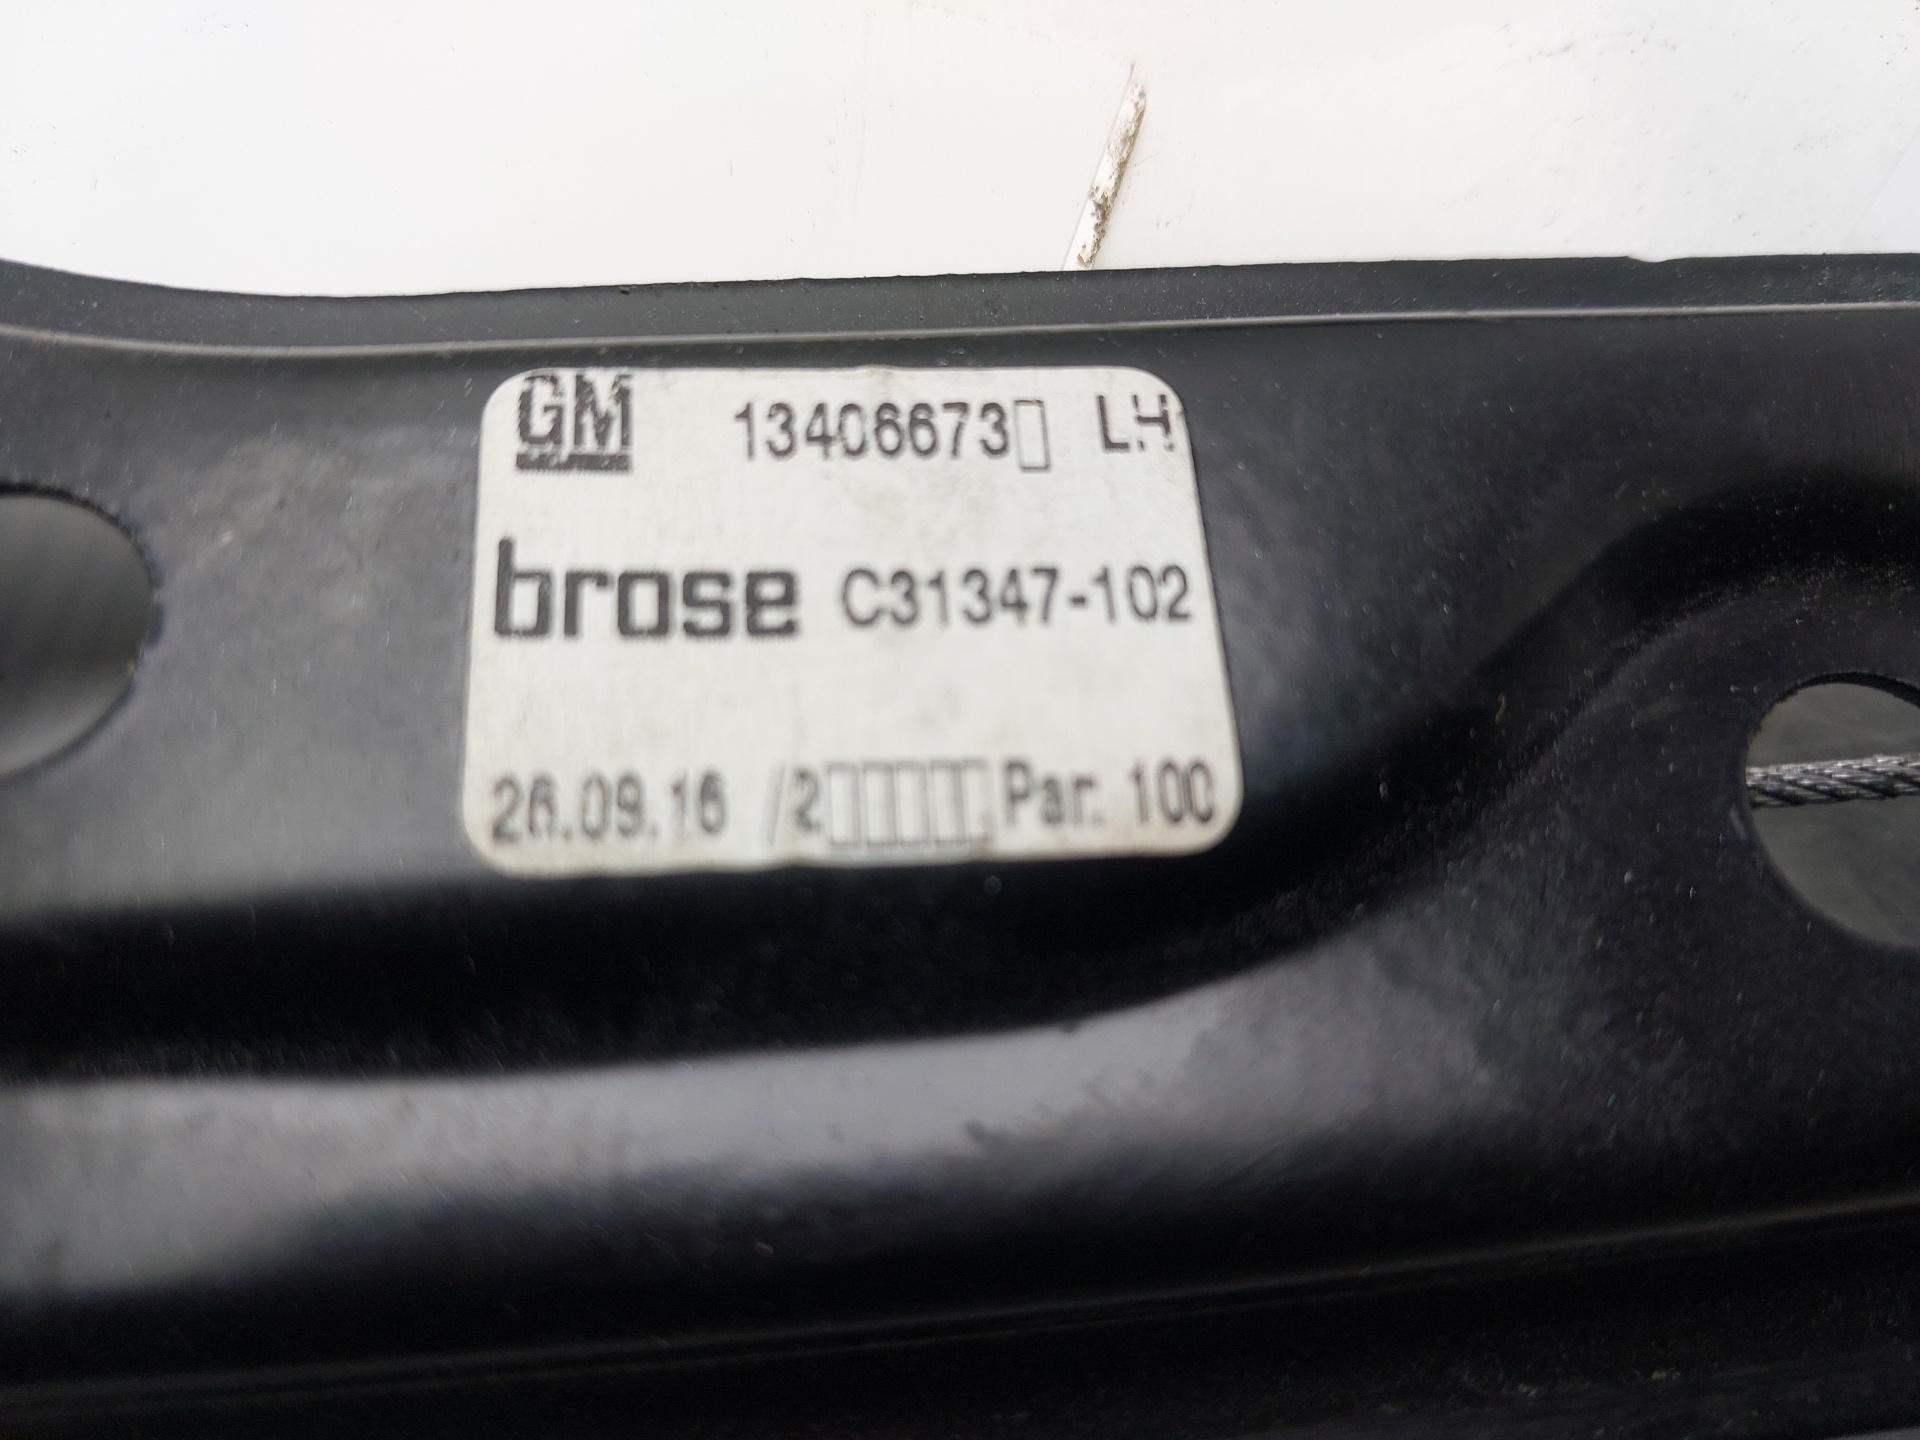 GM 13406673▯ LH
brose C31347-102
26.09.16 /2▯▯▯▯▯ Par. 100